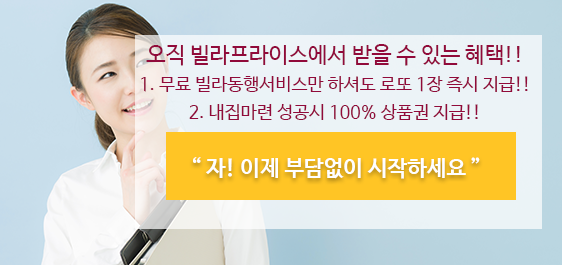 오직 빌라프라이스에서 받을 수 있는 혜택!!
1. 무료 빌라동행서비스만 하셔도 로또 1장 즉시 지급!!
2. 내집마련 성공시 100% 상품권 지급!!
“ 자! 이제 부담없이 시작하세요 ”